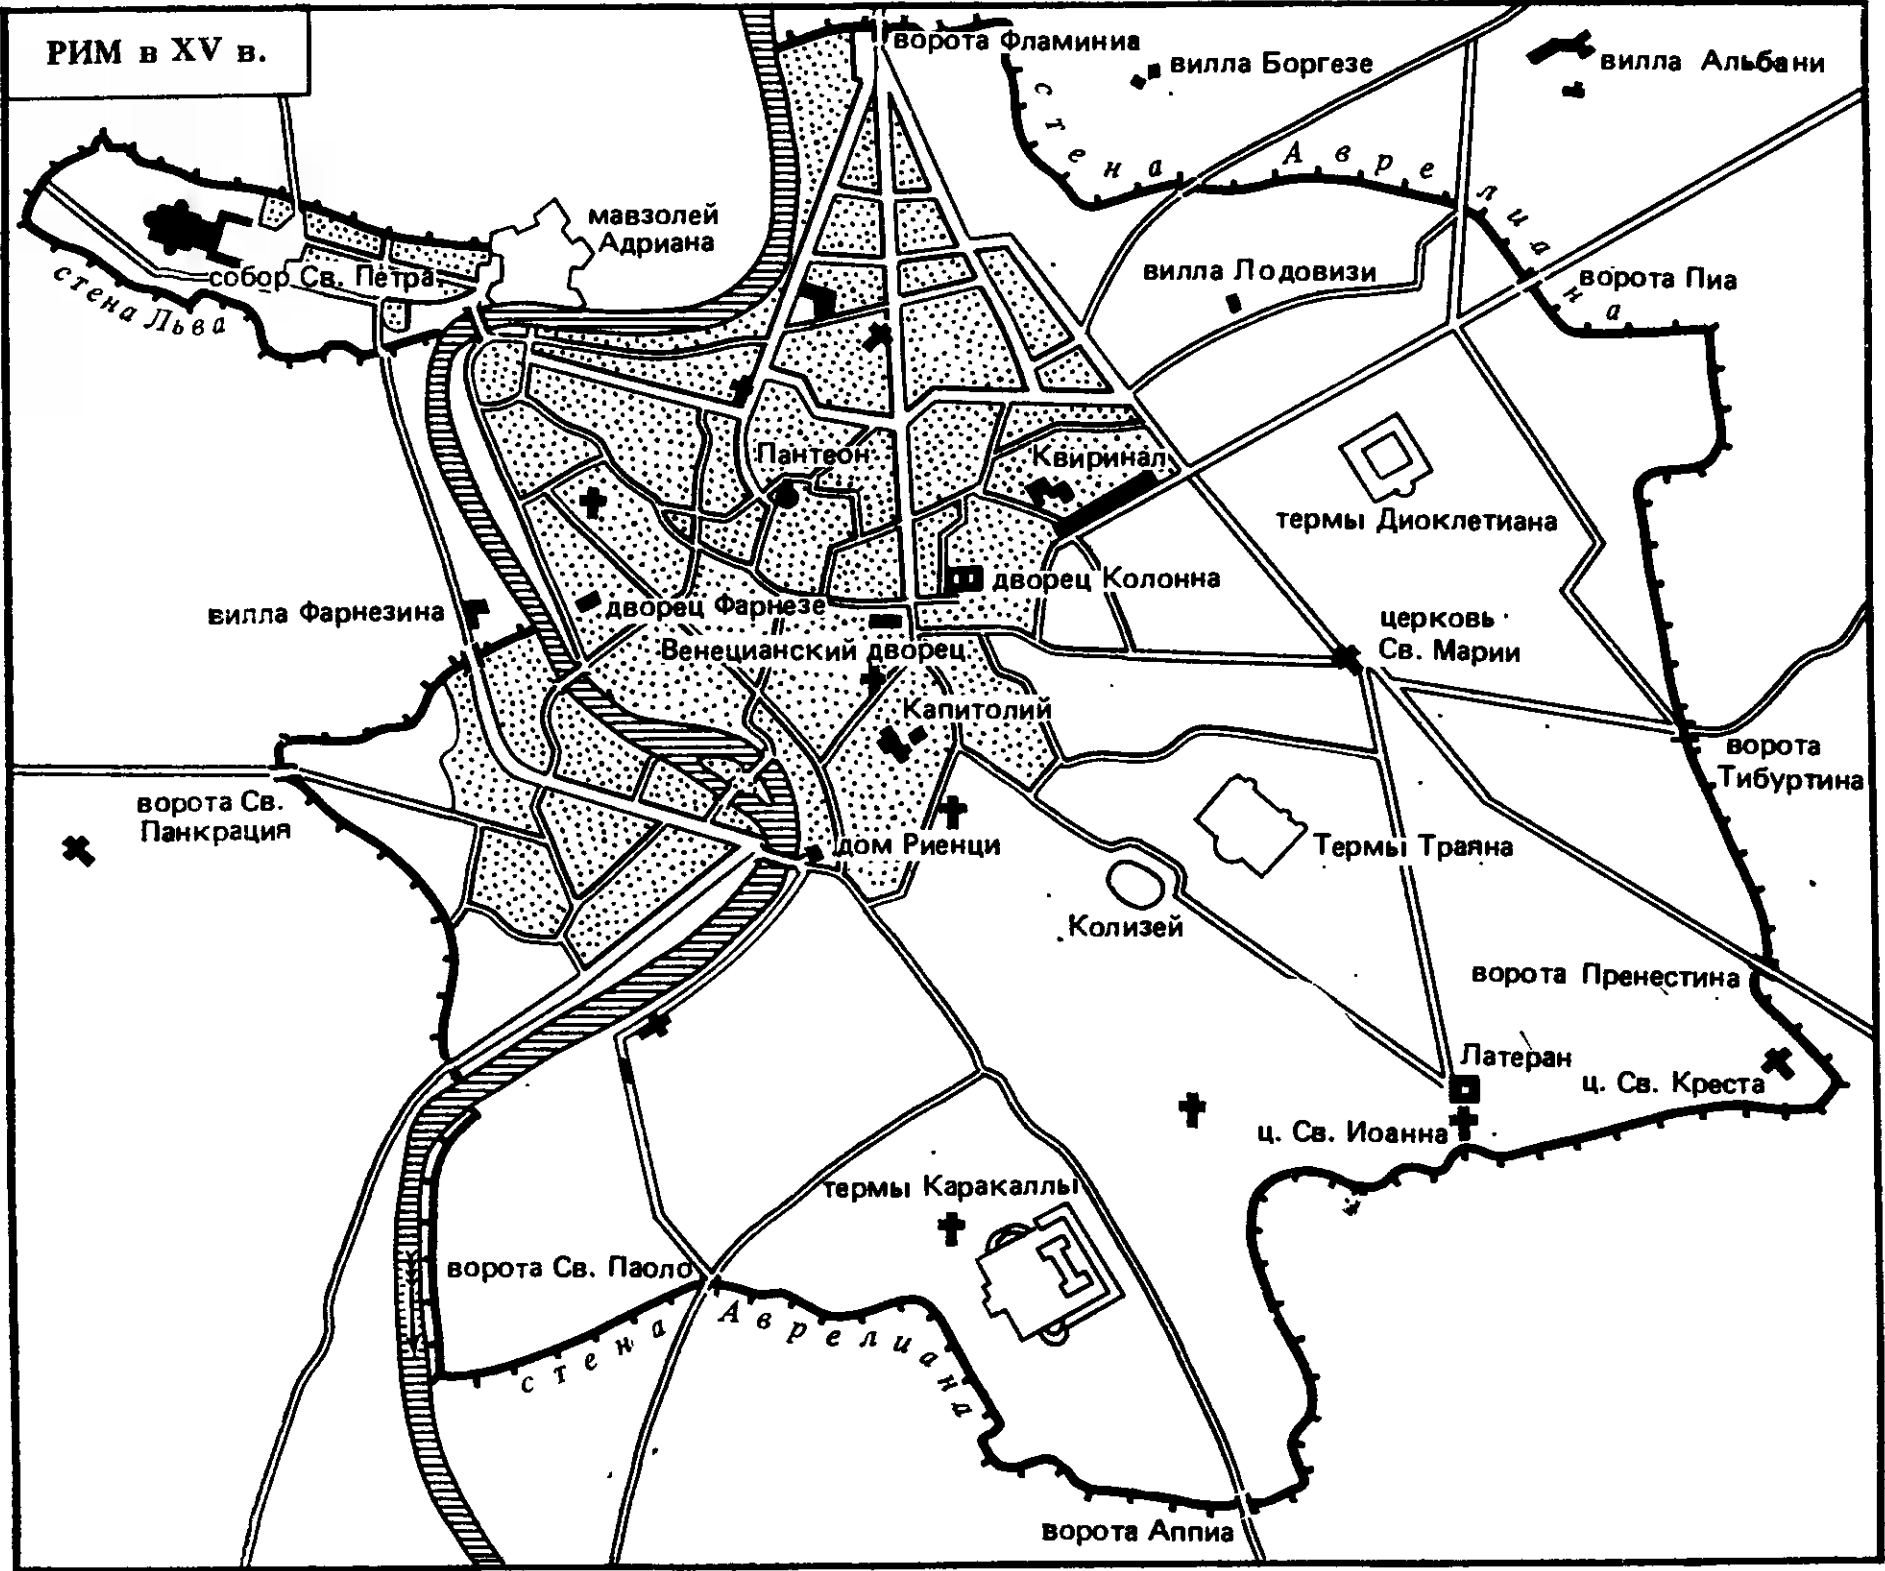 РИМ в XV в.
ворота Фламиниа
вилла Боргезе
вилла Альбани
стена Аврелиана
мавзолей
Адриана
собор Св. Петра
стена Льва
вилла Лодовизи
ворота Пиа
Пантеон
Квиринал
термы Диоклетиана
дворец Колонна
вилла Фарнезина
дворец Фарнезе
церковь
Св. Марии
Венецианский дворец
Капитолий
ворота
Тибуртина
ворота Св.
Панкрация
дом Риенци
Термы Траяна
Колизей
ворота Пренестина
Латеран
ц. Св. Креста
ц. Св. Иоанна
термы Каракаллы
ворота Св. Паоло
стена Аврелиана
ворота Аппиа